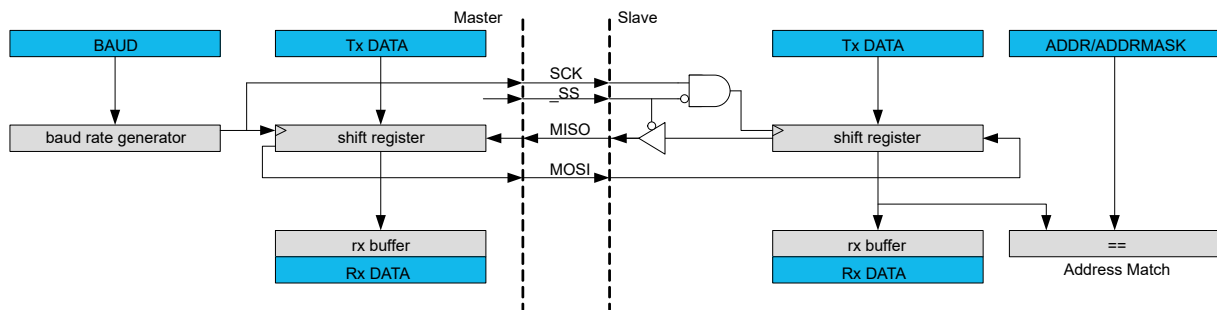 Master
Slave
BAUD
Tx DATA
Tx DATA
ADDR/ADDRMASK
SCK
_SS
baud rate generator
shift register
MISO
shift register
MOSI
rx buffer
rx buffer
==
Rx DATA
Rx DATA
Address Match